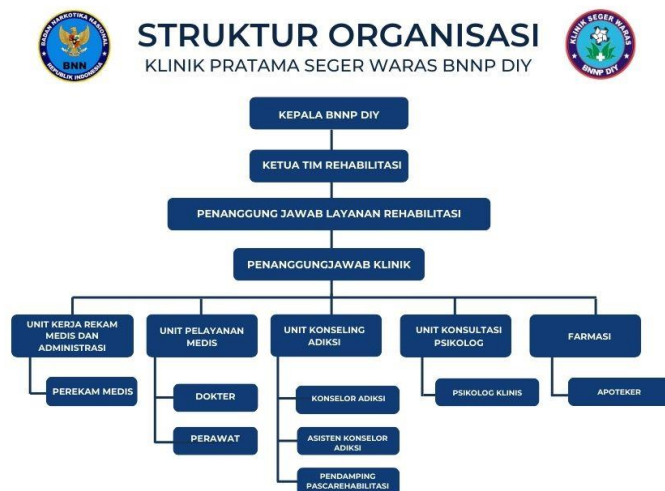 BADAN NARKOTIKA NASIONAL
BNN
REPUBLIK INDONESIA
STRUKTUR ORGANISASI
KLINIK PRATAMA SEGER WARAS BNNP DIY
KLINIK SEGER WARAS
BNNP DIY
KEPALA BNNP DIY
KETUA TIM REHABILITASI
PENANGGUNG JAWAB LAYANAN REHABILITASI
PENANGGUNGJAWAB KLINIK
UNIT KERJA REKAM
MEDIS DAN
ADMINISTRASI
UNIT PELAYANAN
MEDIS
UNIT KONSELING
ADIKSI
UNIT KONSULTASI
PSIKOLOG
FARMASI
PEREKAM MEDIS
DOKTER
PERAWAT
KONSELOR ADIKSI
ASISTEN KONSELOR
ADIKSI
PENDAMPING
PASCAREHABILITASI
PSIKOLOG KLINIS
APOTEKER